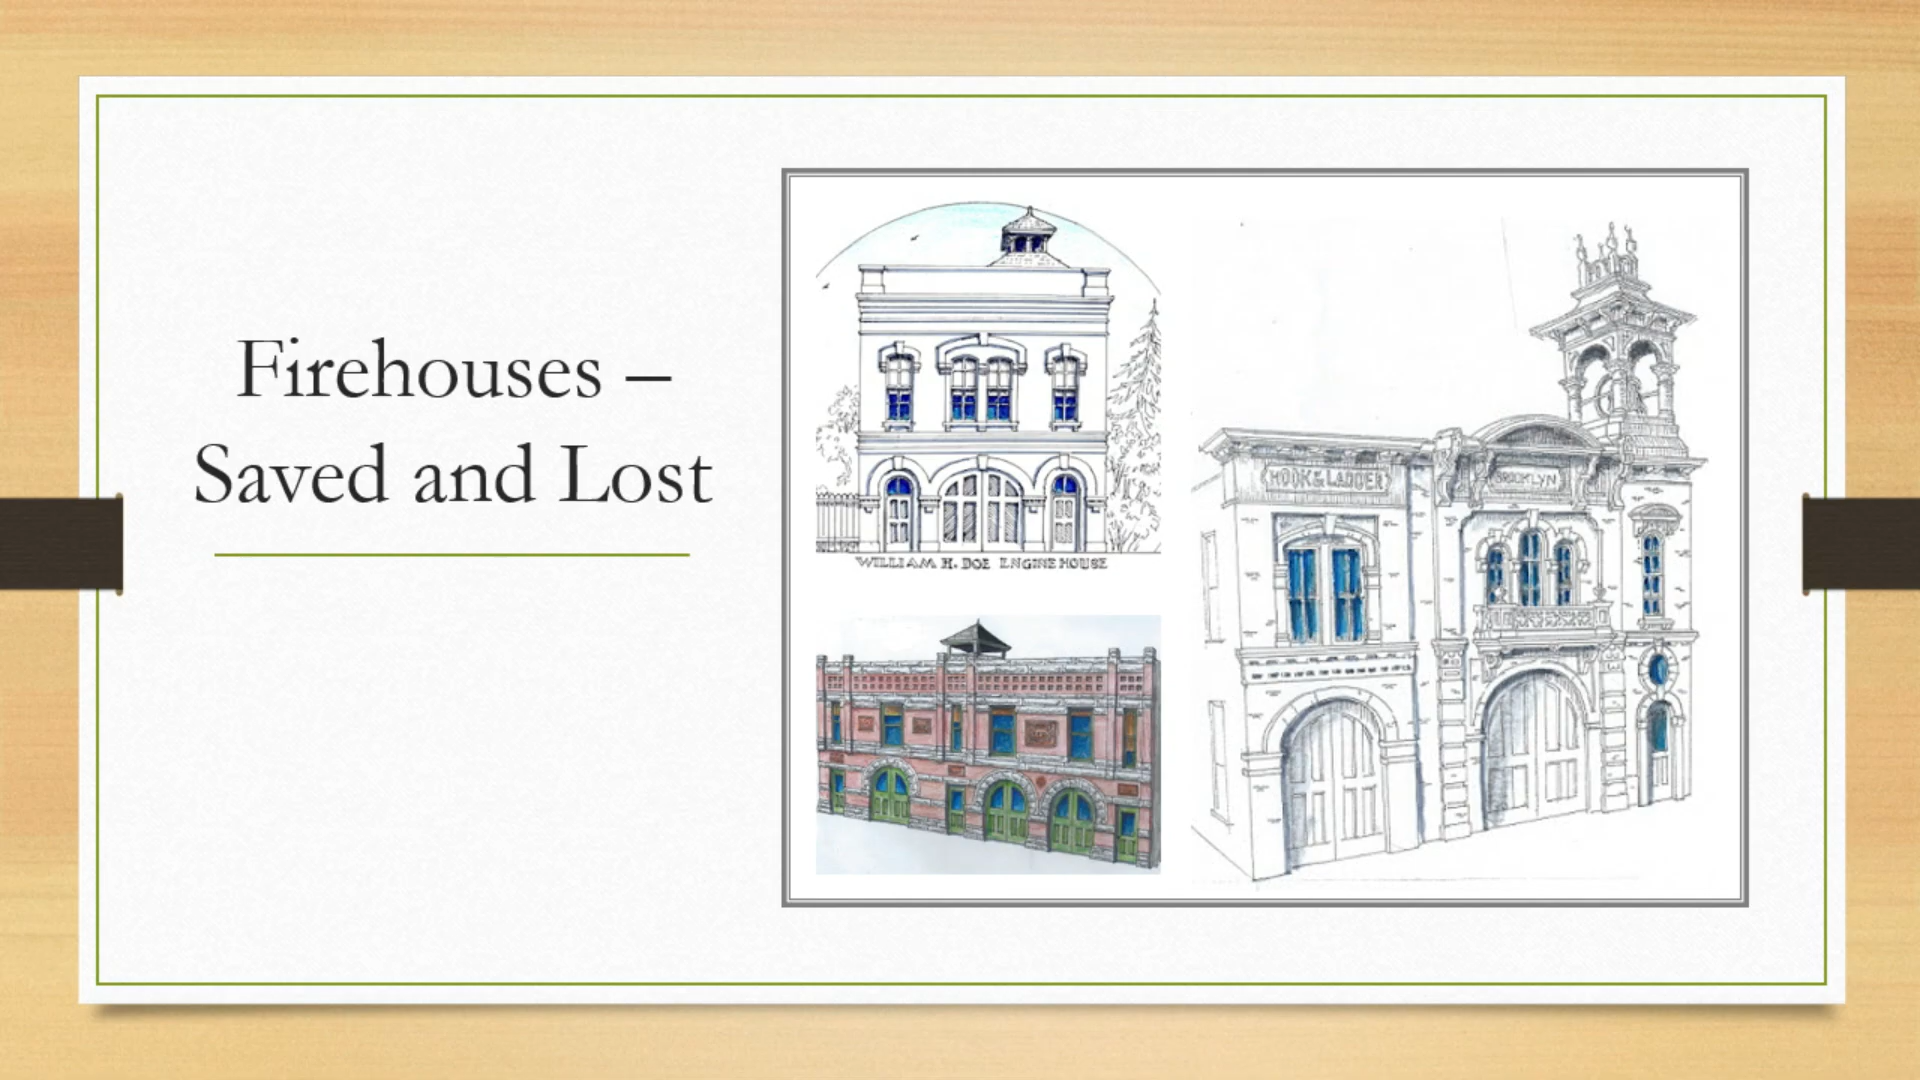 Firehouses –
Saved and Lost
WILLIAM H. DOE ENGINE HOUSE
HOOK & LADDER
BROOKLYN